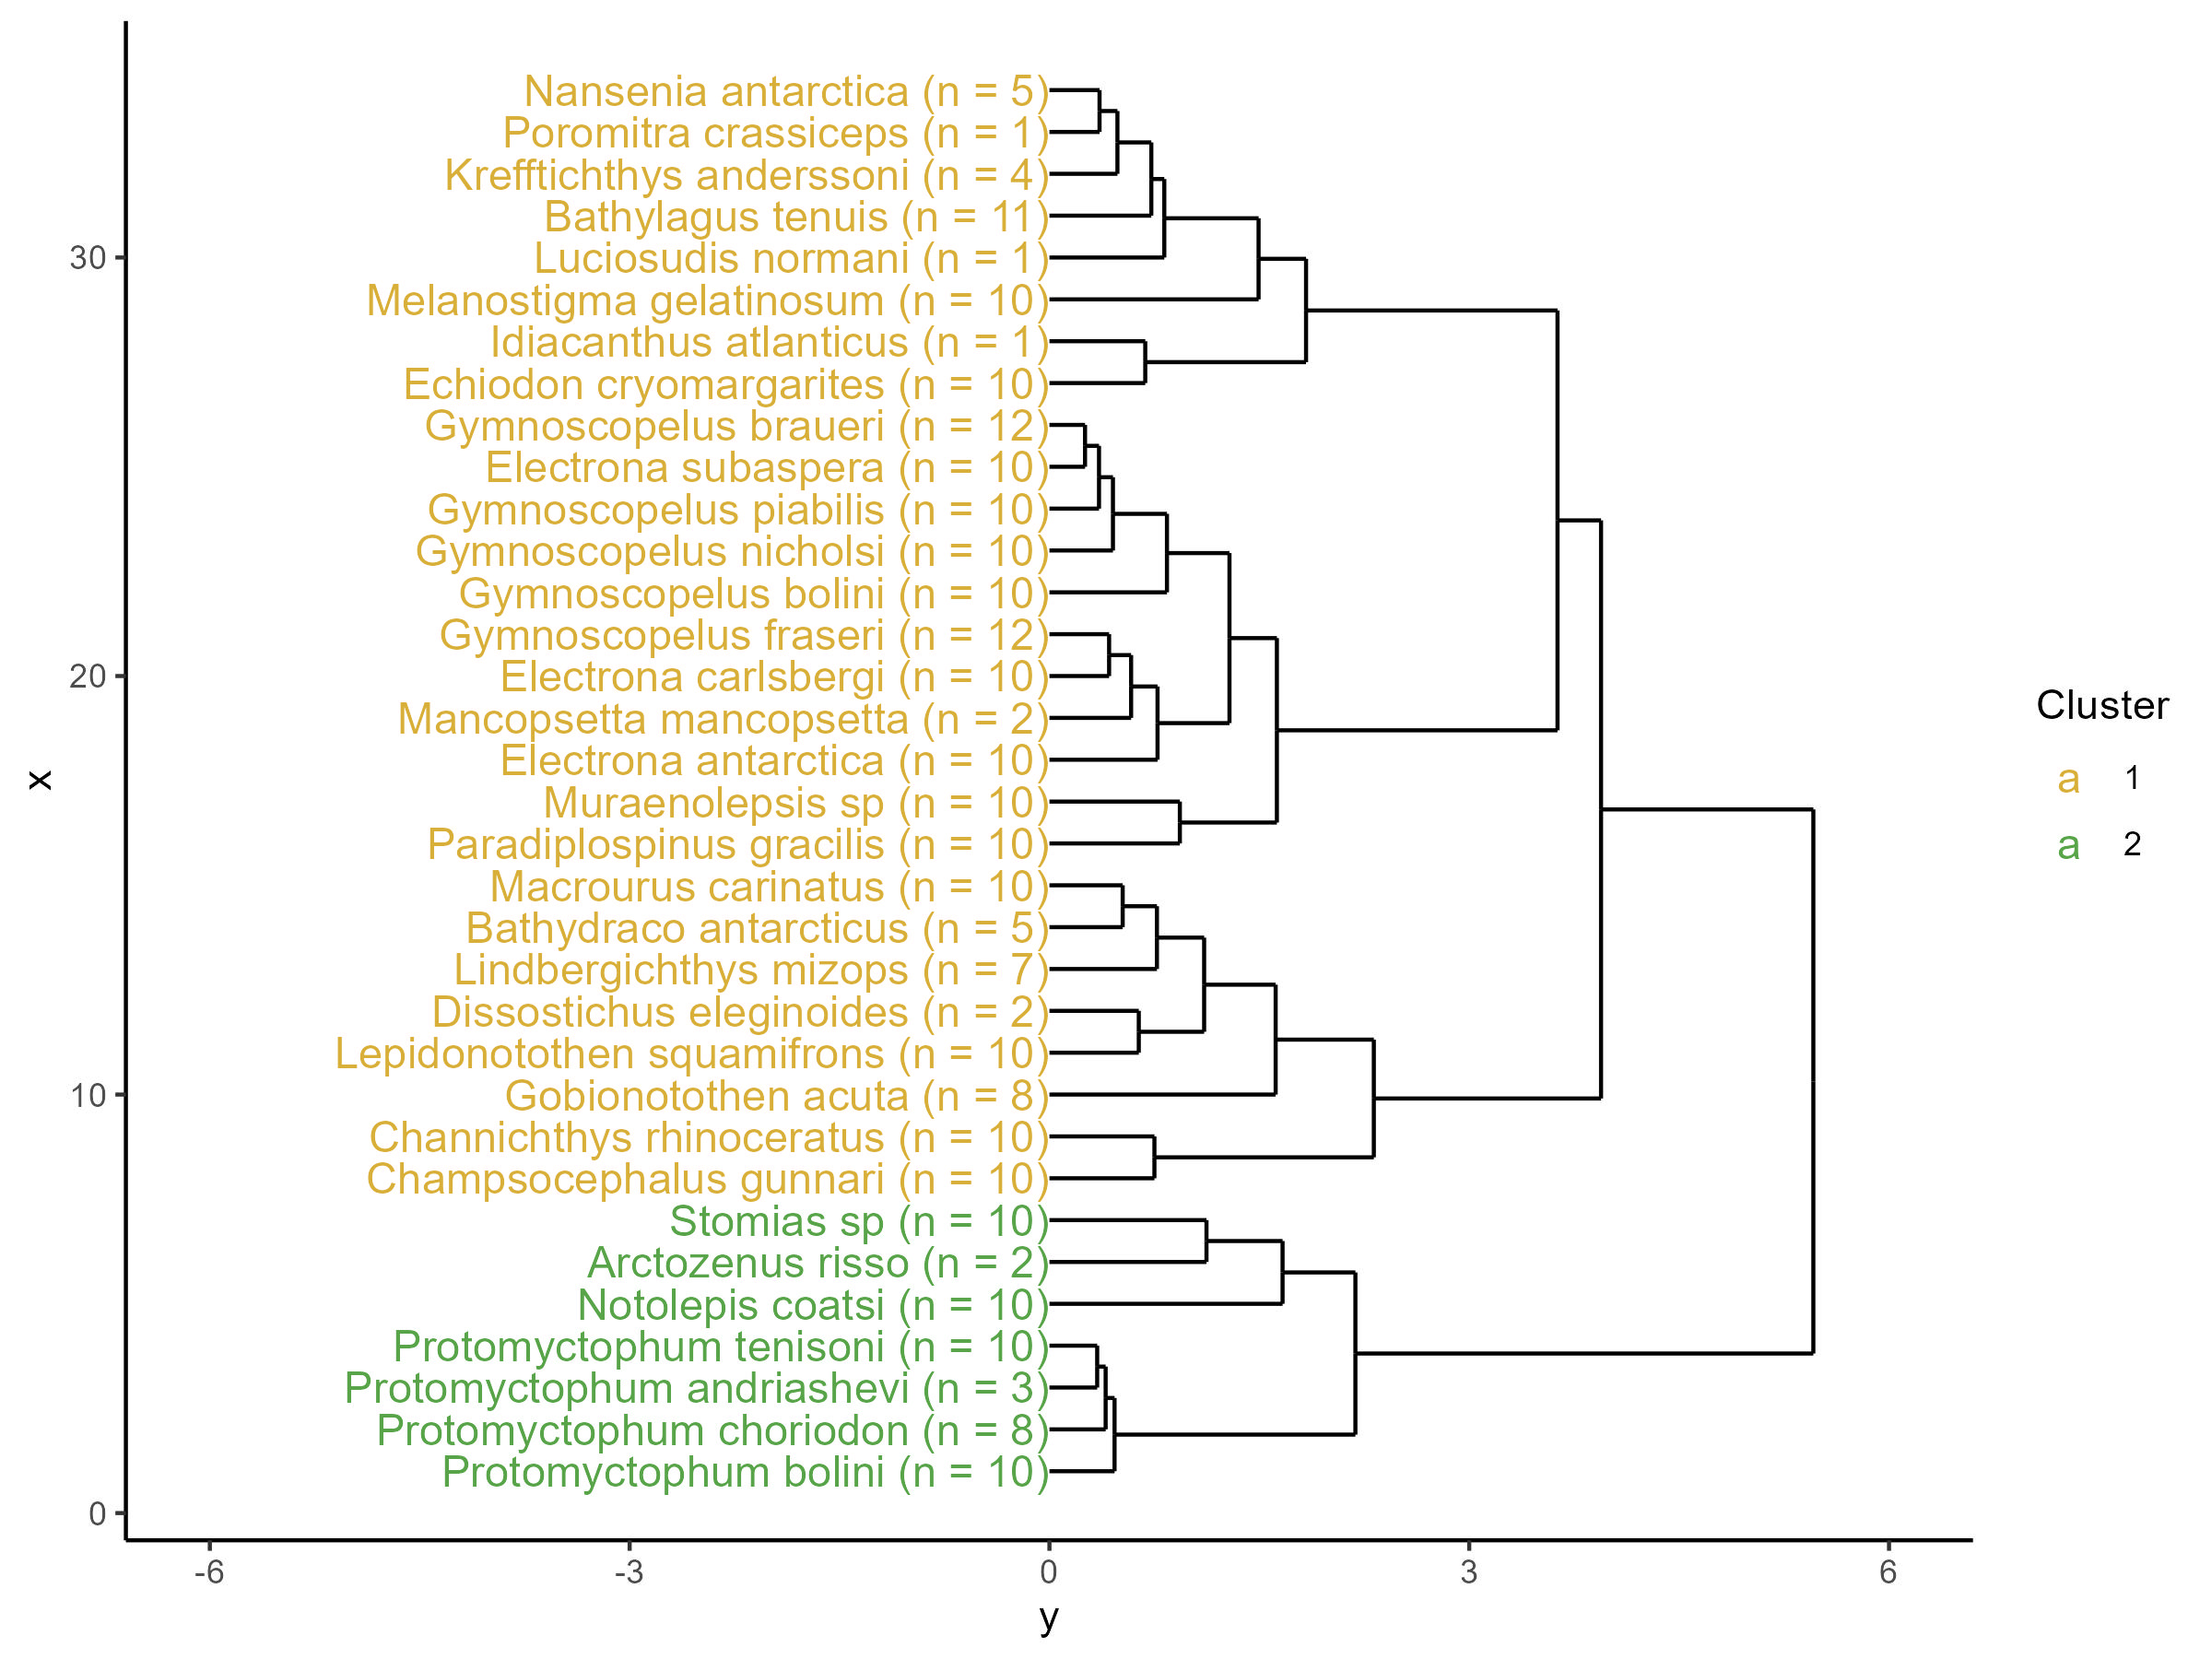 Nansenia antarctica (n = 5)
Poromitra crassiceps (n = 1)
Krefftichthys anderssoni (n = 4)
Bathylagus tenuis (n = 11)
30
Luciosudis normani (n = 1)
Melanostigma gelatinosum (n = 10)
Idiacanthus atlanticus (n = 1)
Echiodon cryomargarites (n = 10)
Gymnoscopelus braueri (n = 12)
Electrona subaspera (n = 10)
Gymnoscopelus piabilis (n = 10)
Gymnoscopelus nicholsi (n = 10)
Gymnoscopelus bolini (n = 10)
Gymnoscopelus fraseri (n = 12)
20
Electrona carlsbergi (n = 10)
Mancopsetta mancopsetta (n = 2)
Electrona antarctica (n = 10)
Muraenolepsis sp (n = 10)
Paradiplospinus gracilis (n = 10)
Macrourus carinatus (n = 10)
Bathydraco antarcticus (n = 5)
Lindbergichthys mizops (n = 7)
Dissostichus eleginoides (n = 2)
Lepidonotothen squamifrons (n = 10)
10
Gobionotothen acuta (n = 8)
Channichthys rhinoceratus (n = 10)
Champsocephalus gunnari (n = 10)
Stomias sp (n = 10)
Arctozenus risso (n = 2)
Notolepis coatsi (n = 10)
Protomyctophum tenisoni (n = 10)
Protomyctophum andriashevi (n = 3)
Protomyctophum choriodon (n = 8)
Protomyctophum bolini (n = 10)
0
x
-6 -3 0 3 6
y
Cluster
a 1
a 2